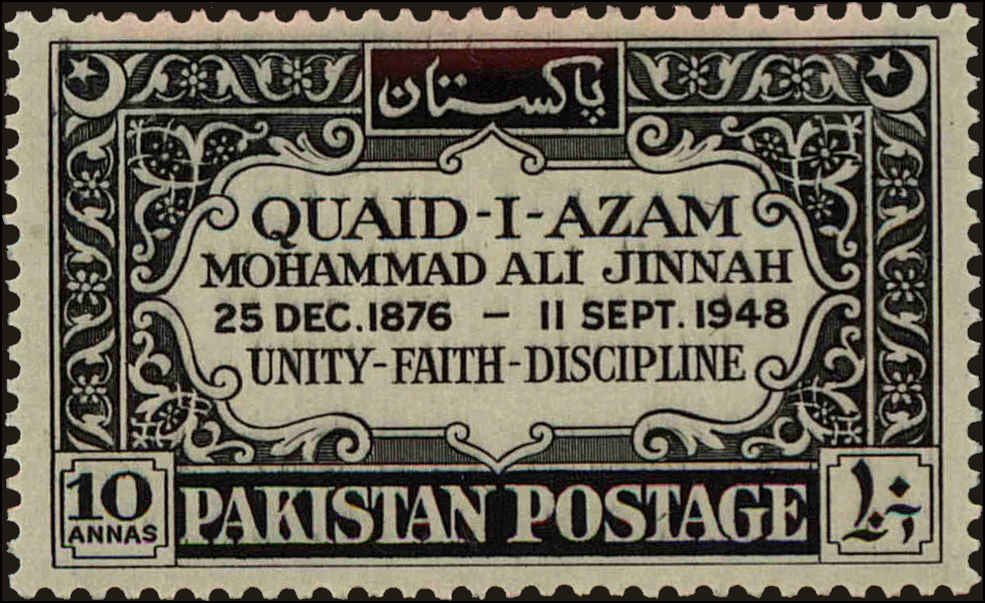 پاکستان
QUAID-I-AZAM
MOHAMMAD ALI JINNAH
25 DEC. 1876 – 11 SEPT. 1948
UNITY-FAITH-DISCIPLINE
10
ANNAS
PAKISTAN POSTAGE